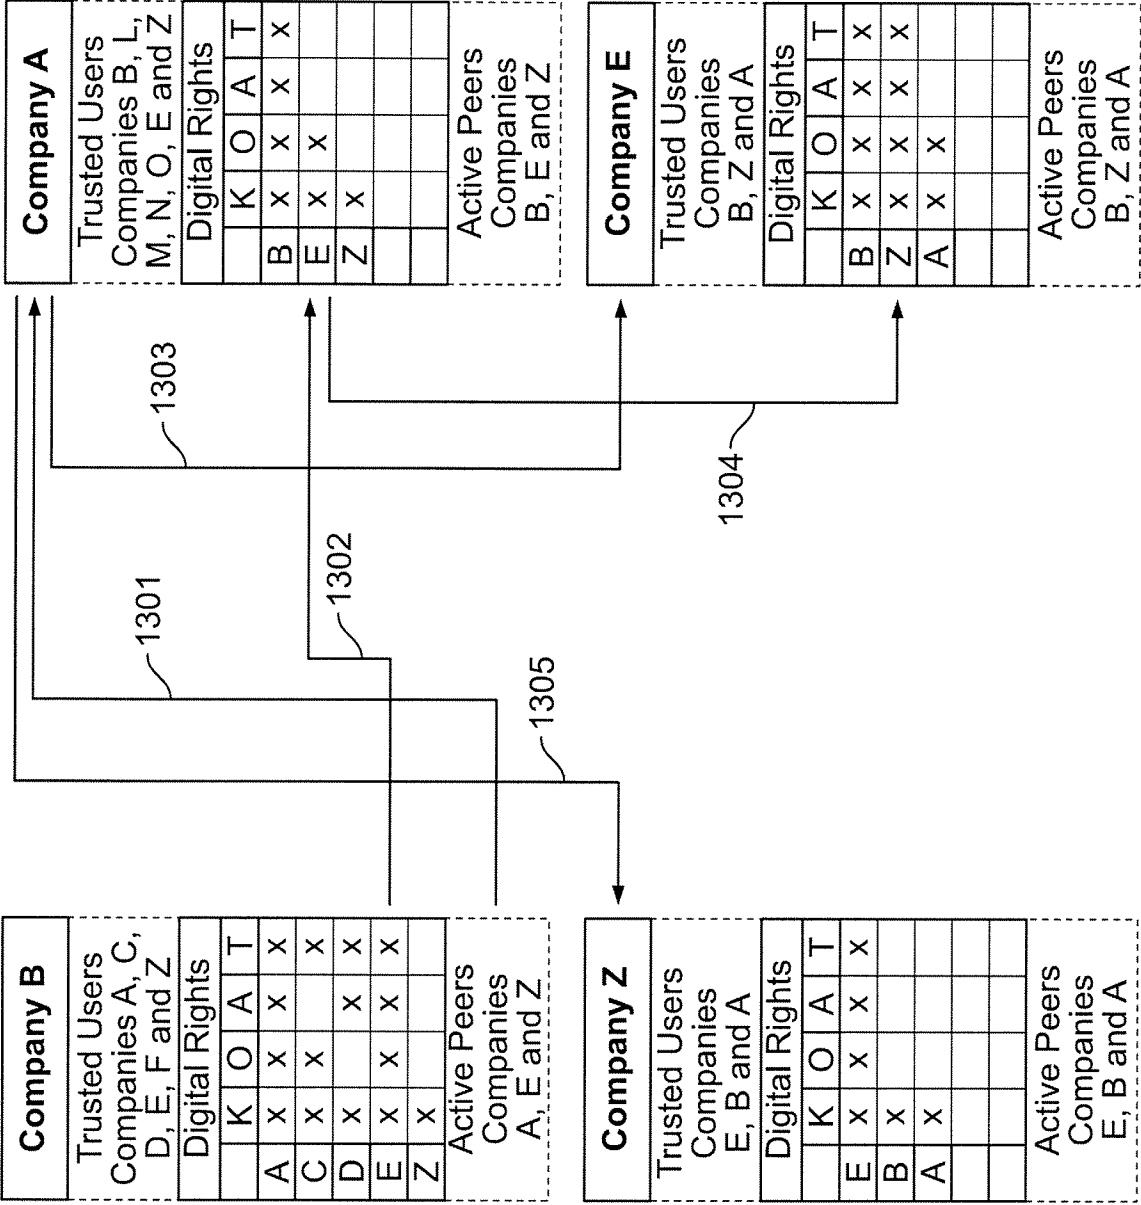 Company B
Trusted Users
Companies A, C,
D, E, F and Z
Digital Rights
K O A T
A x x x x
C x x x
D x x x
E x x x x
Z x
Active Peers
Companies
A, E and Z
1301
1302
1303
1304
1305
Company A
Trusted Users
Companies B, L,
M, N, O, E and Z
Digital Rights
K O A T
B x x x x
E x x
Z x
Active Peers
Companies
B, E and Z
Company Z
Trusted Users
Companies
E, B and A
Digital Rights
K O A T
E x x x x
B x
A x
Active Peers
Companies
E, B and A
Company E
Trusted Users
Companies
B, Z and A
Digital Rights
K O A T
B x x x x
Z x x x x
A x x
Active Peers
Companies
B, Z and A